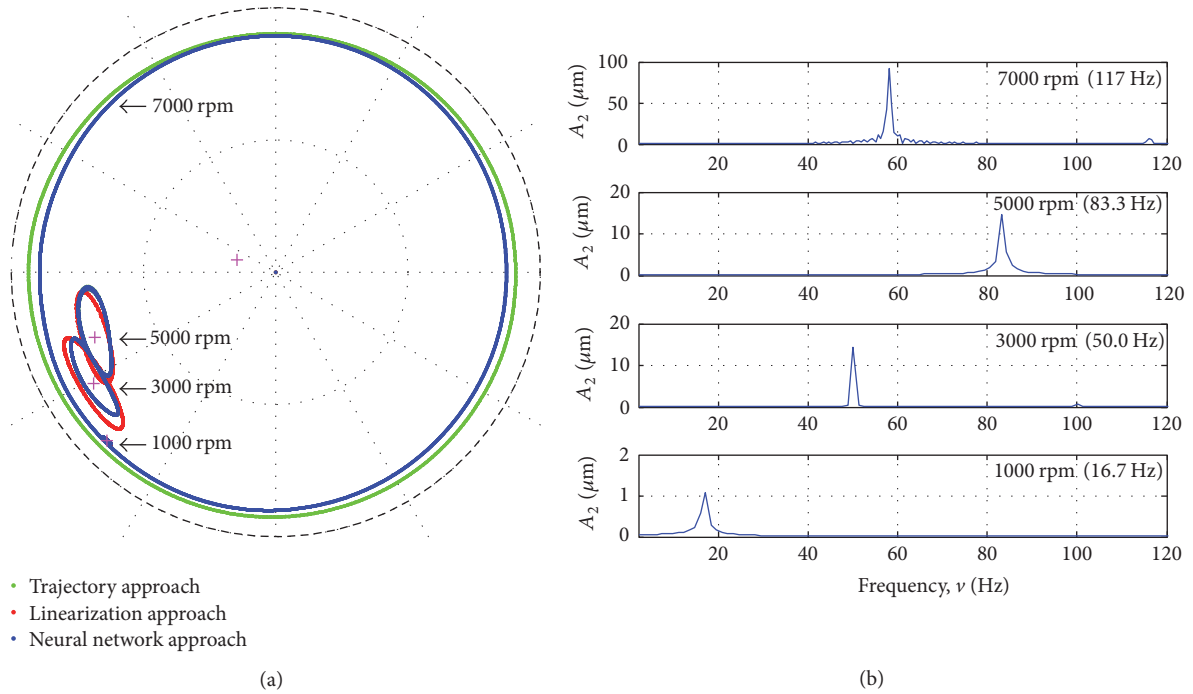 7000 rpm
5000 rpm
3000 rpm
1000 rpm
Trajectory approach
Linearization approach
Neural network approach
(a)
A2 (μm)
100
50
0
7000 rpm (117 Hz)
20 40 60 80 100 120
A2 (μm)
20
10
0
5000 rpm (83.3 Hz)
20 40 60 80 100 120
A2 (μm)
20
10
0
3000 rpm (50.0 Hz)
20 40 60 80 100 120
A2 (μm)
2
1
0
1000 rpm (16.7 Hz)
20 40 60 80 100 120
Frequency, ν (Hz)
(b)